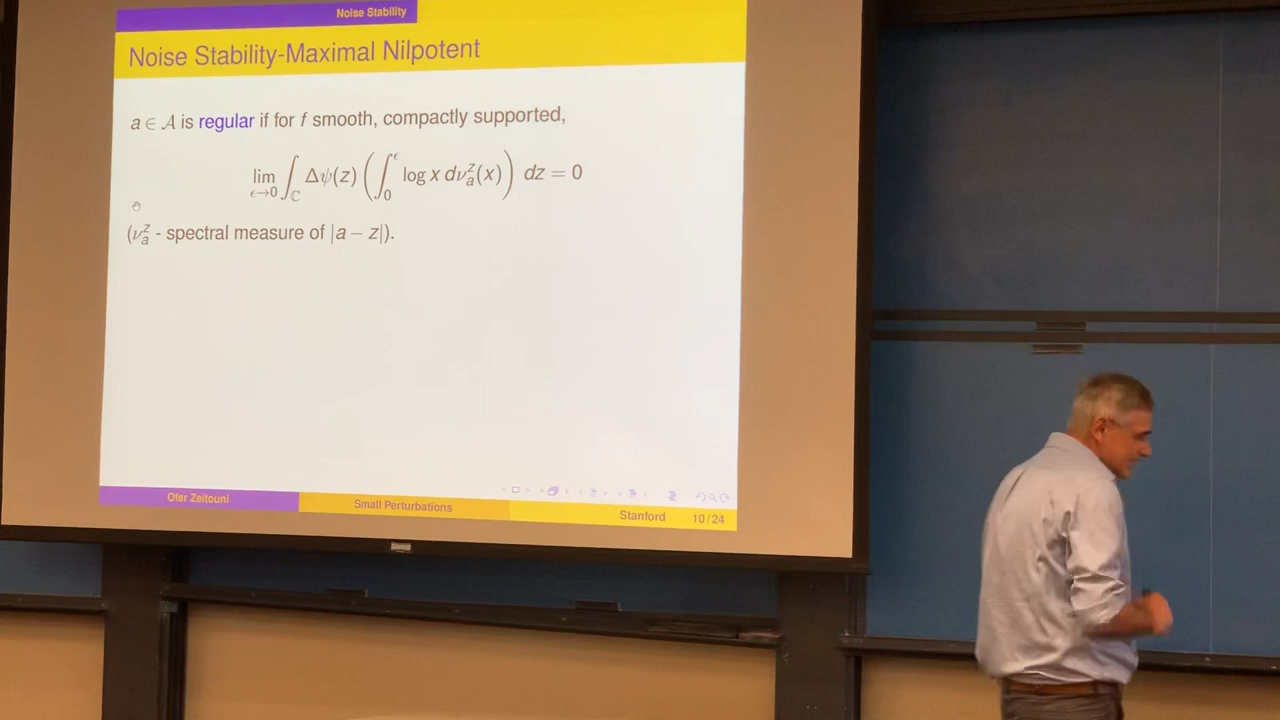 Noise Stability
Noise Stability-Maximal Nilpotent
a ∈ 𝒜 is regular if for f smooth, compactly supported,
lim_{ϵ→0} ∫_ℂ Δψ(z) (∫_0^ϵ log x dν_a^z(x)) dz = 0
(ν_a^z - spectral measure of |a − z|).
Ofer Zeitouni
Small Perturbations
Stanford
10 / 24